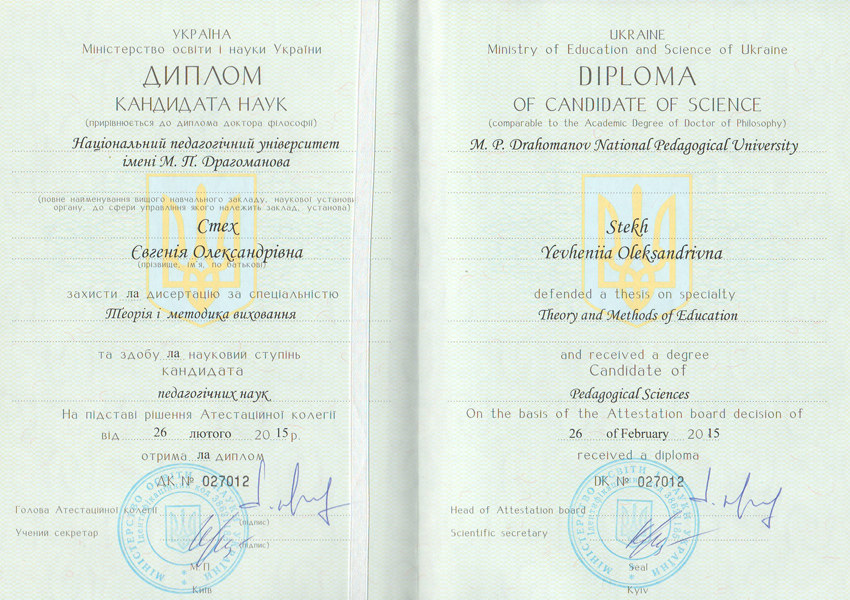 УКРАЇНА
Міністерство освіти і науки України
ДИПЛОМ
КАНДИДАТА НАУК
(прирівнюється до диплома доктора філософії)
Національний педагогічний університет
імені М. П. Драгоманова
(повне найменування вищого навчального закладу, наукової установи
органу, до сфери управління якого належить заклад, установа)
Стех
Євгенія Олександрівна
(прізвище, ім'я, по батькові)
захисти ла дисертацію за спеціальністю
Теорія і методика виховання
та здобу ла науковий ступінь
кандидата
педагогічних наук
На підставі рішення Атестаційної колегії
від 26 лютого 20 15 р.
отрима ла диплом
ДК № 027012
Голова Атестаційної колегії
(підпис)
Учений секретар
(підпис)
М.П.
Київ
МІНІСТЕРСТВО ОСВІТИ І НАУКИ УКРАЇНИ
UKRAINE
Ministry of Education and Science of Ukraine
DIPLOMA
OF CANDIDATE OF SCIENCE
(comparable to the Academic Degree of Doctor of Philosophy)
M. P. Drahomanov National Pedagogical University
Stekh
Yevheniia Oleksandrivna
defended a thesis on specialty
Theory and Methods of Education
and received a degree
Candidate of
Pedagogical Sciences
On the basis of the Attestation board decision of
26 of February 20 15
received a diploma
DK № 027012
Head of Attestation board
Scientific secretary
Seal
Kyiv
МІНІСТЕРСТВО ОСВІТИ І НАУКИ УКРАЇНИ